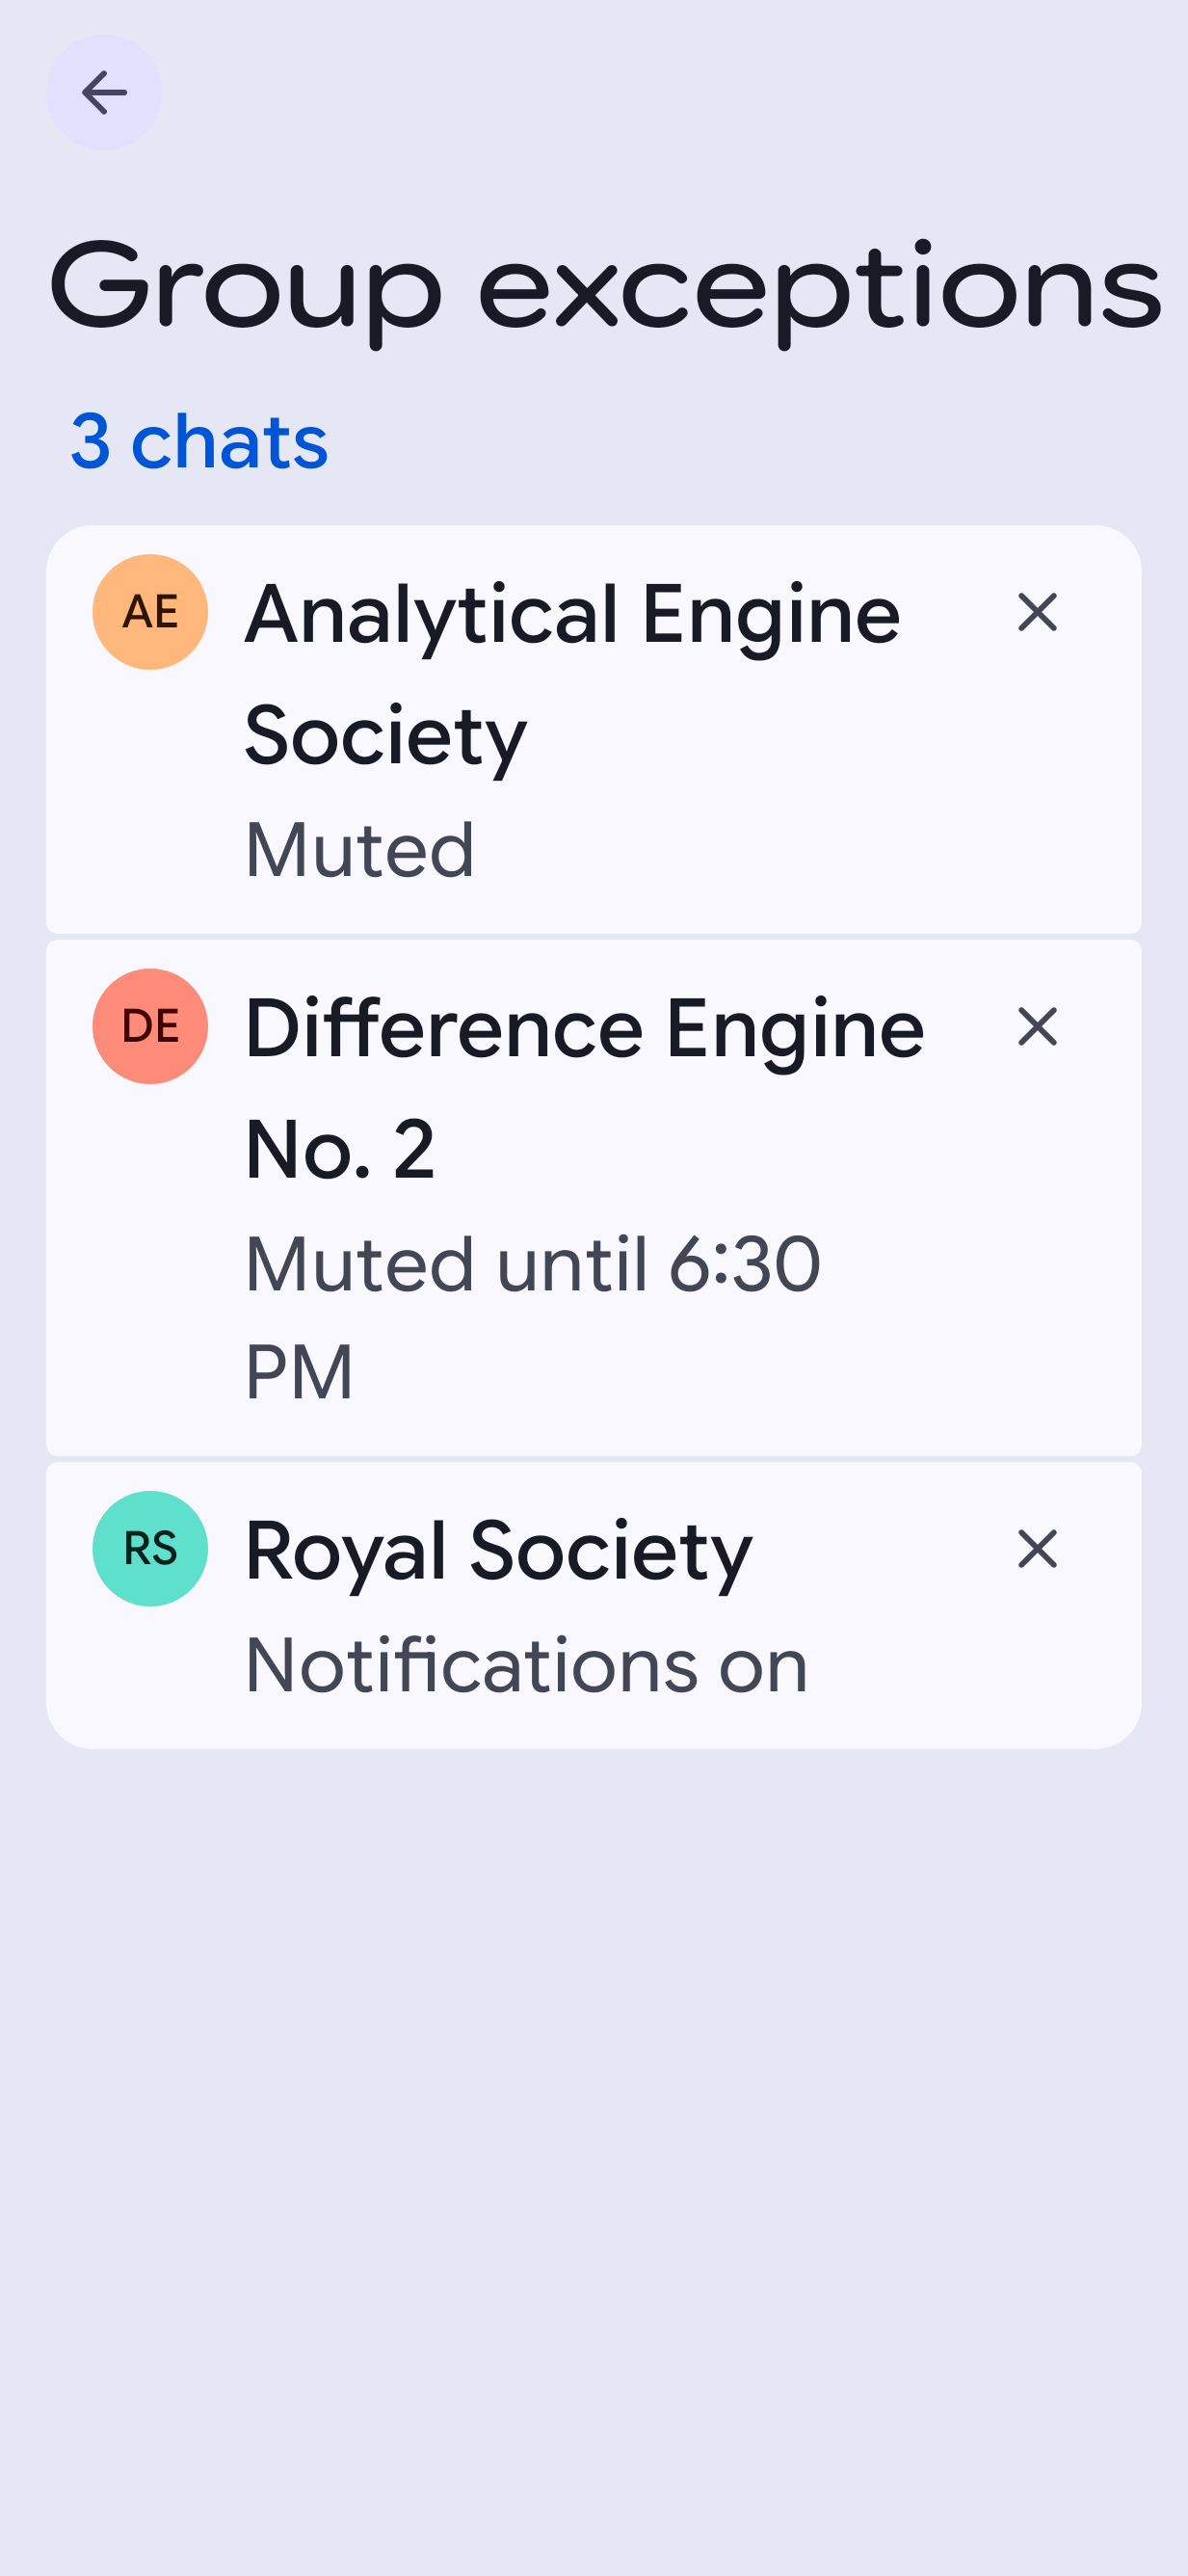 Group exceptions
3 chats
AE
Analytical Engine
Society
Muted
DE
Difference Engine
No. 2
Muted until 6:30
PM
RS
Royal Society
Notifications on